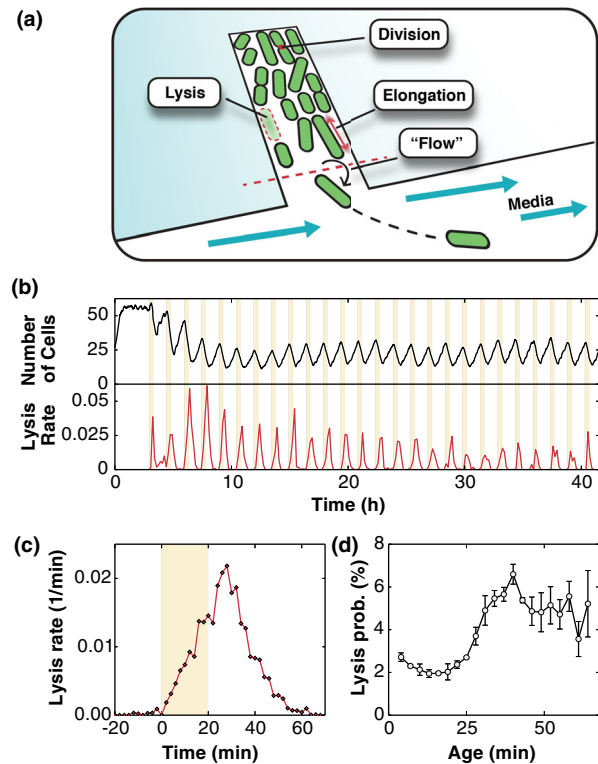 (a)
Division
Lysis
Elongation
“Flow”
Media
(b)
Number
of Cells
50
25
0
Lysis
Rate
0.05
0.025
0
0 10 20 30 40
Time (h)
(c)
Lysis rate (1/min)
0.02
0.01
0.00
-20 0 20 40 60
Time (min)
(d)
Lysis prob. (%)
8
6
4
2
0
0 25 50
Age (min)